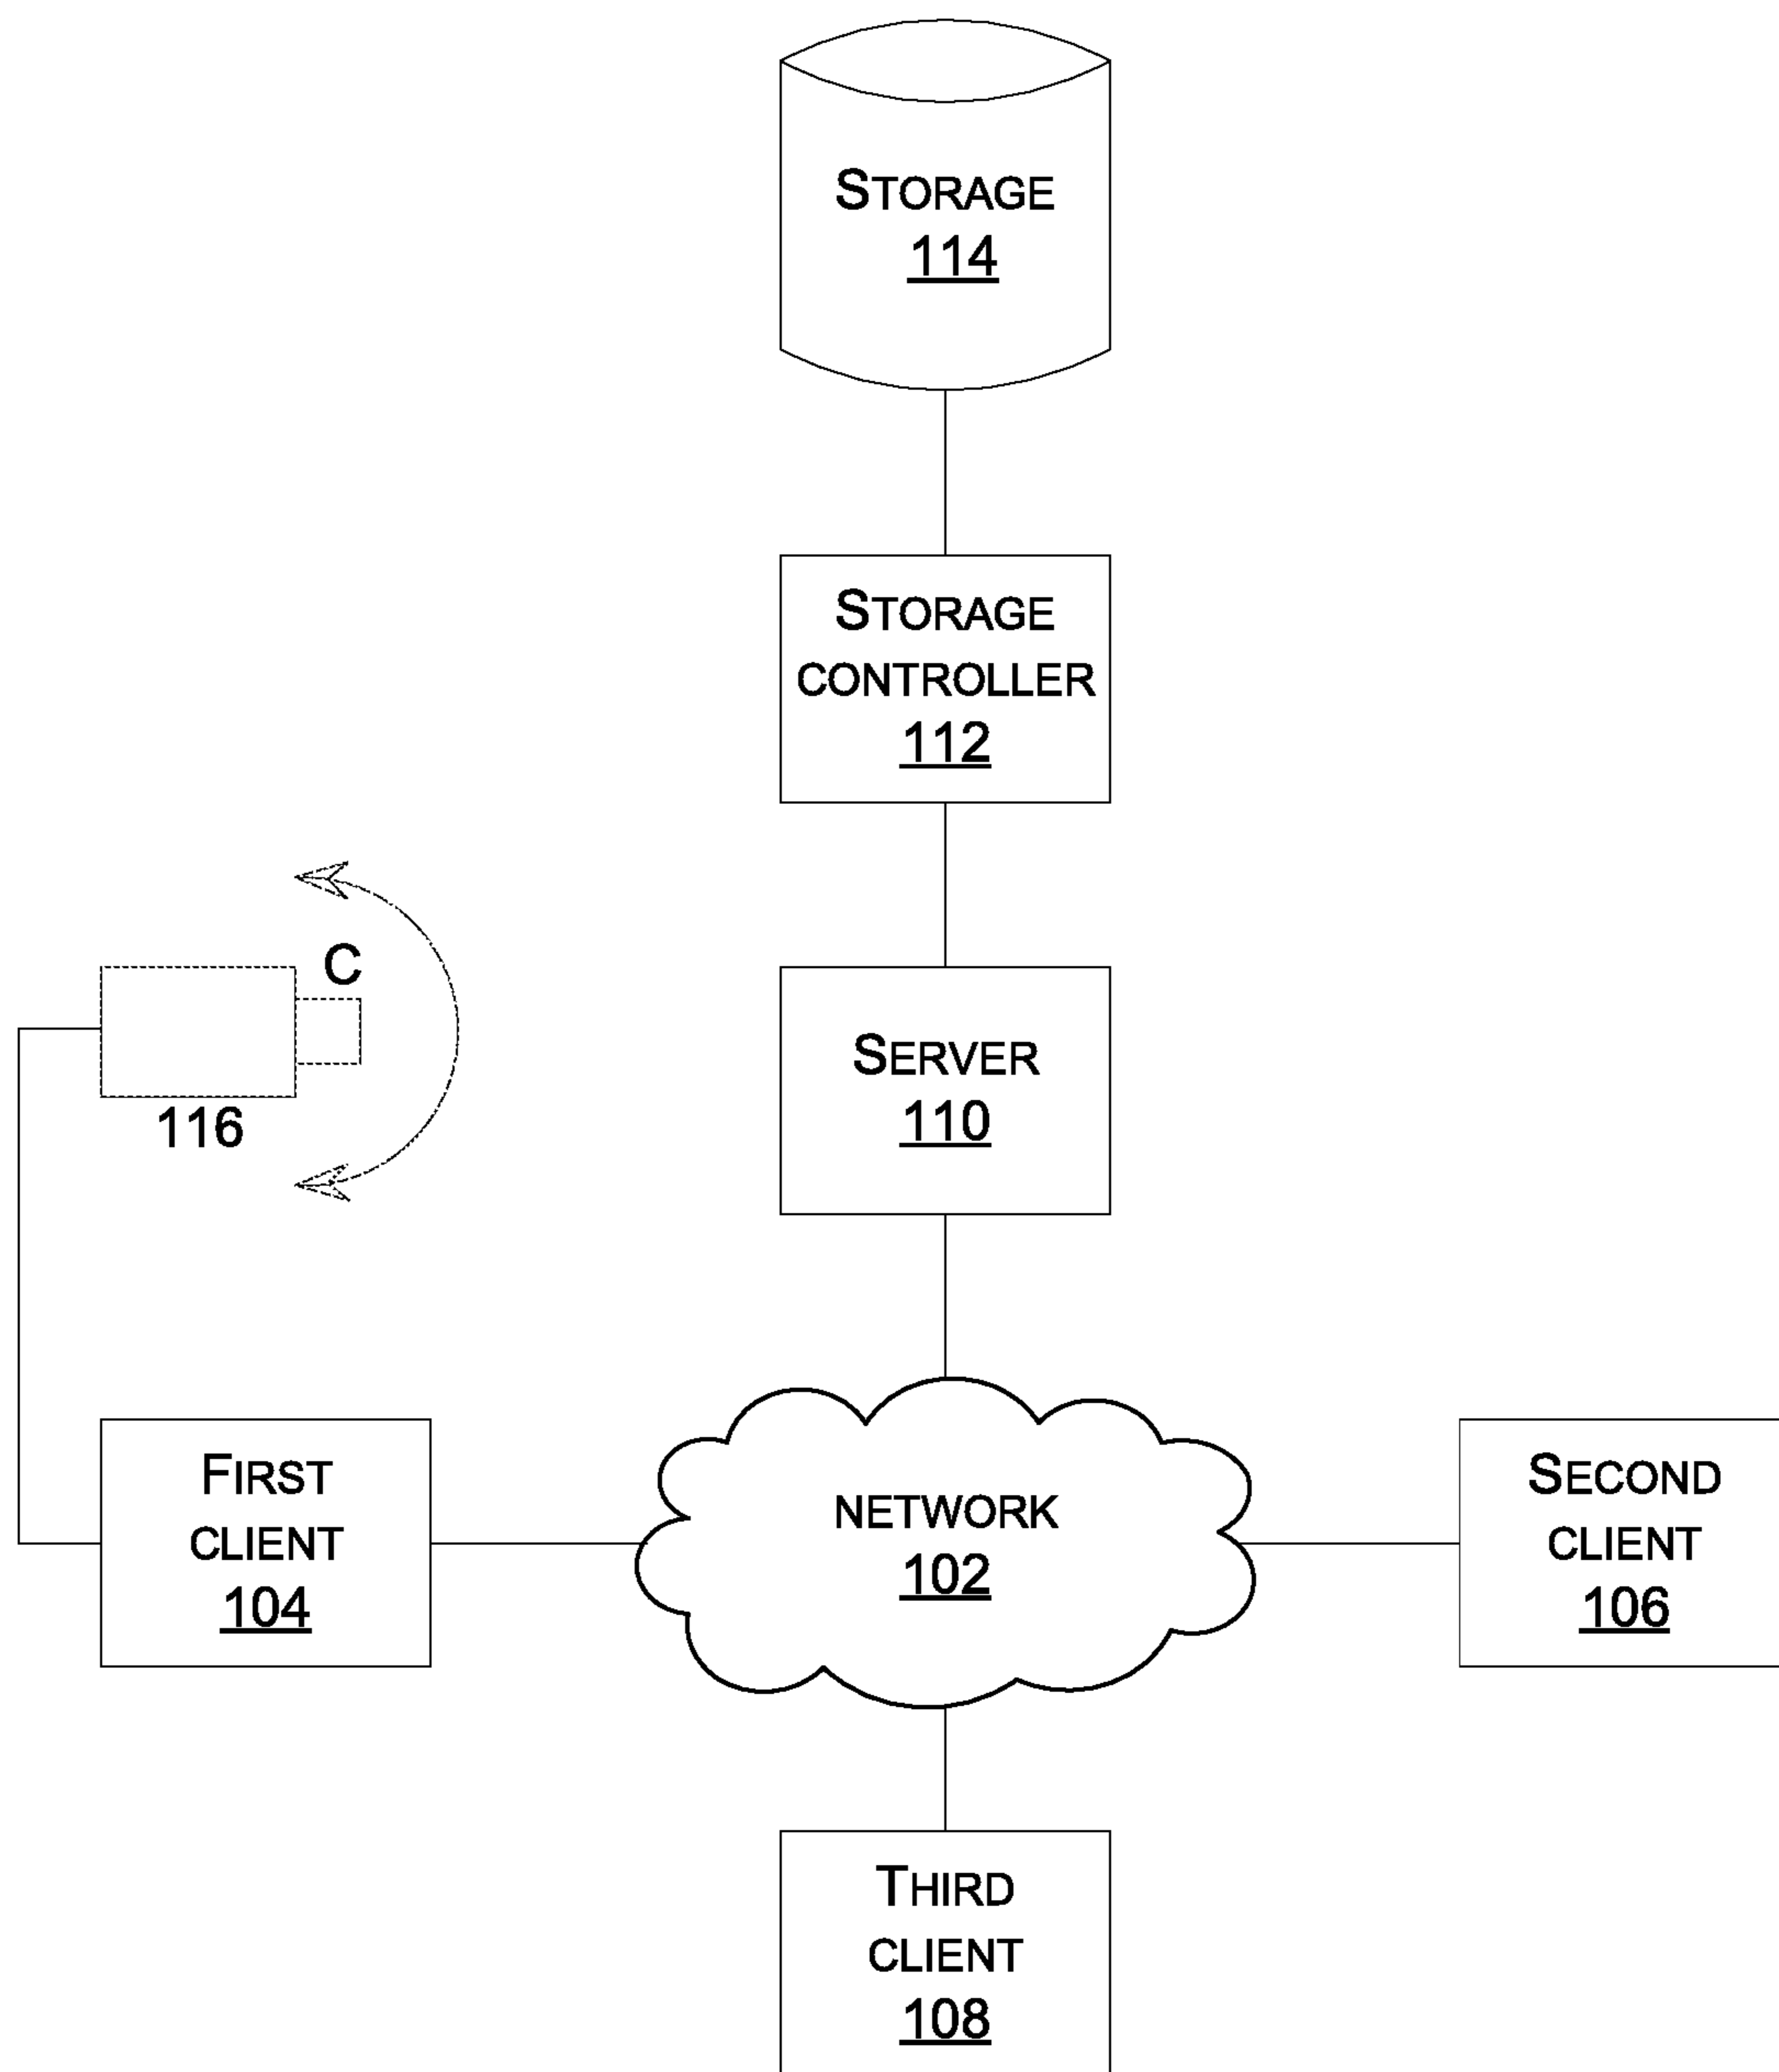 STORAGE
114
STORAGE
CONTROLLER
112
C
116
SERVER
110
FIRST
CLIENT
104
NETWORK
102
SECOND
CLIENT
106
THIRD
CLIENT
108